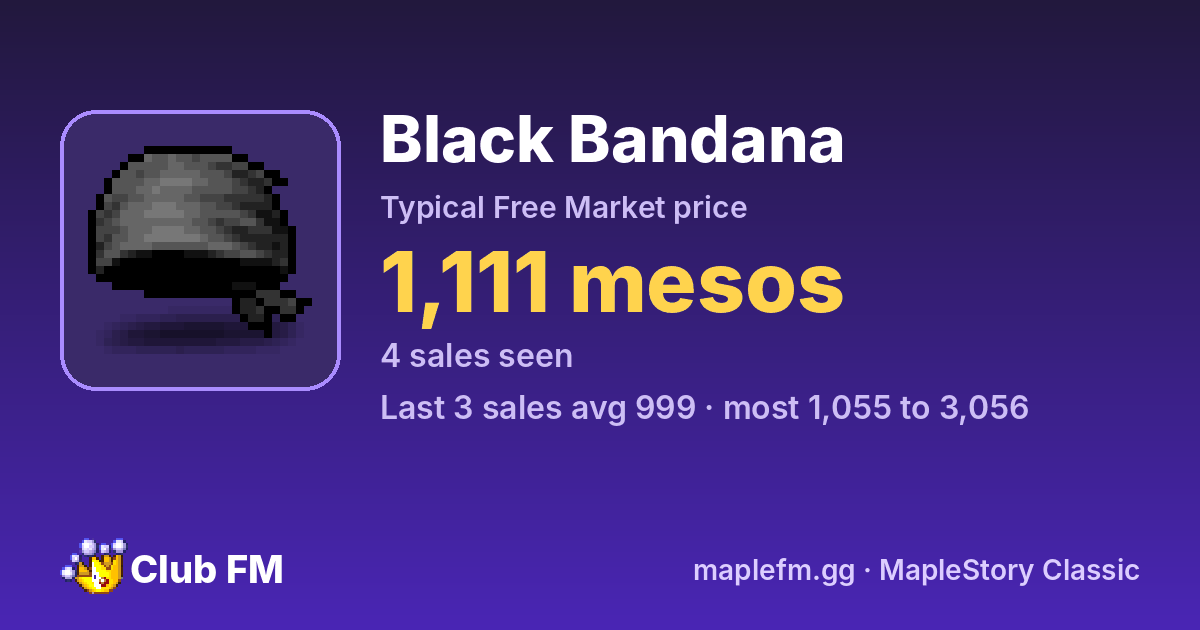 Black Bandana
Typical Free Market price
1,111 mesos
4 sales seen
Last 3 sales avg 999 · most 1,055 to 3,056
Club FM
maplefm.gg · MapleStory Classic